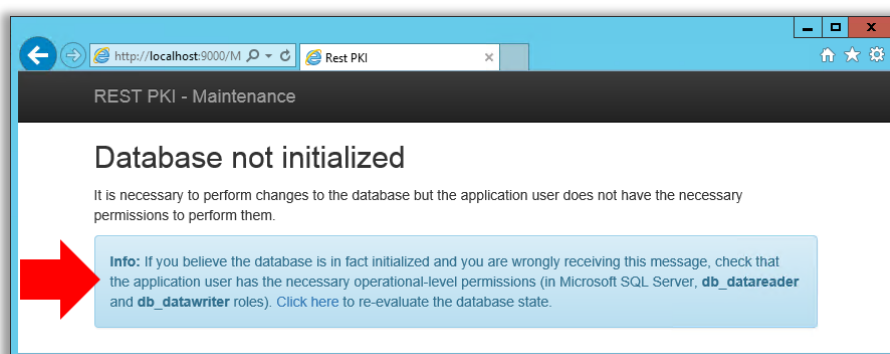 http://localhost:9000/M
Rest PKI
REST PKI - Maintenance
Database not initialized
It is necessary to perform changes to the database but the application user does not have the necessary
permissions to perform them.
Info: If you believe the database is in fact initialized and you are wrongly receiving this message, check that
the application user has the necessary operational-level permissions (in Microsoft SQL Server, db_datareader
and db_datawriter roles). Click here to re-evaluate the database state.